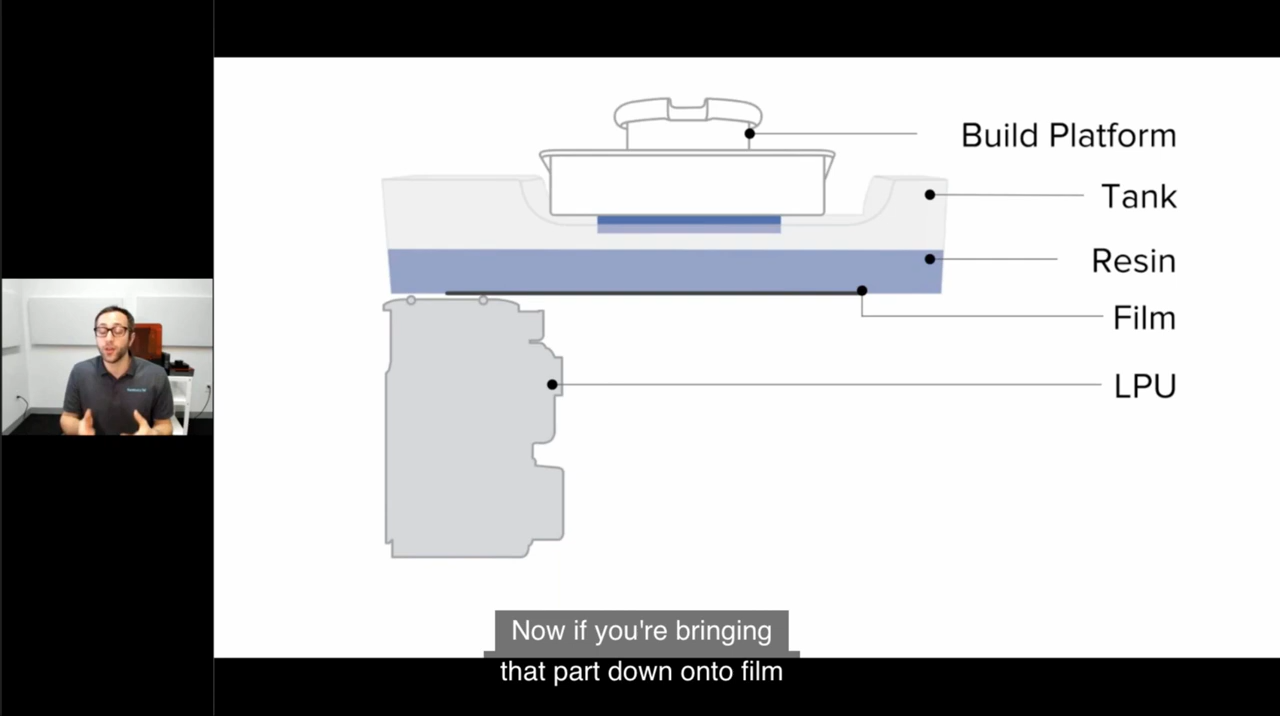 Build Platform
Tank
Resin
Film
LPU
Now if you're bringing
that part down onto film